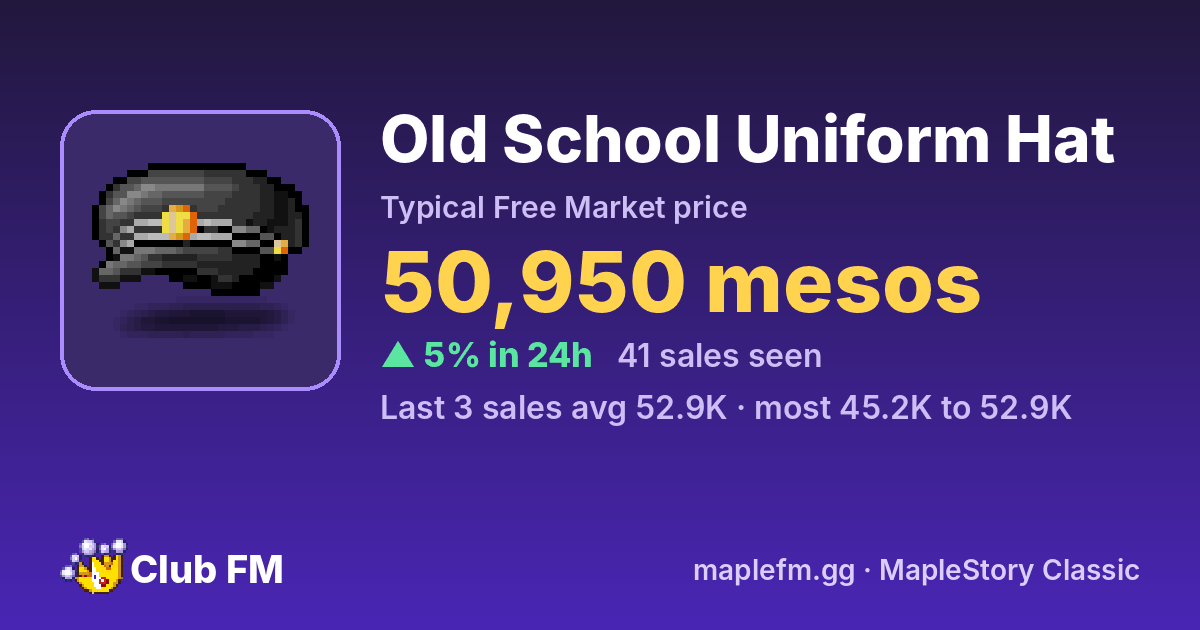 Old School Uniform Hat
Typical Free Market price
50,950 mesos
▲ 5% in 24h 41 sales seen
Last 3 sales avg 52.9K · most 45.2K to 52.9K
Club FM
maplefm.gg · MapleStory Classic